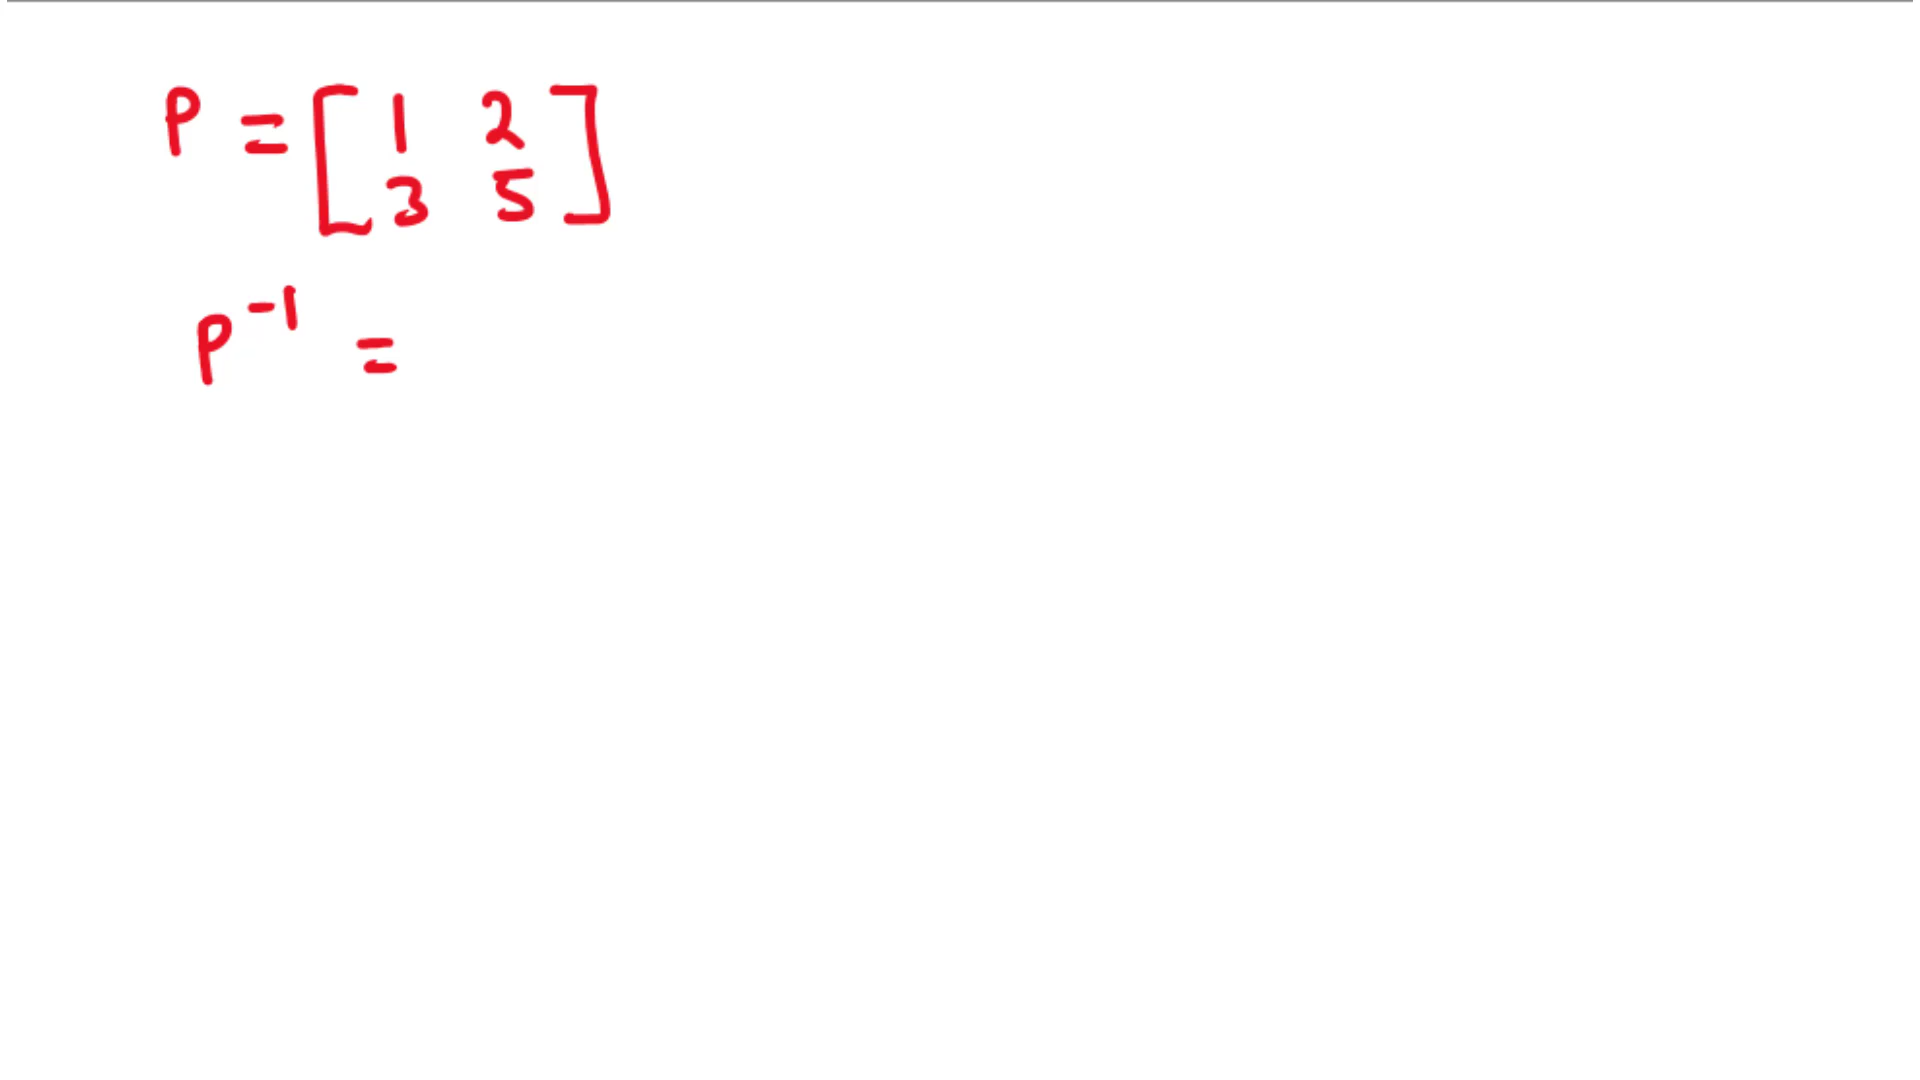 P = [ 1 2
3 5 ]
P⁻¹ =